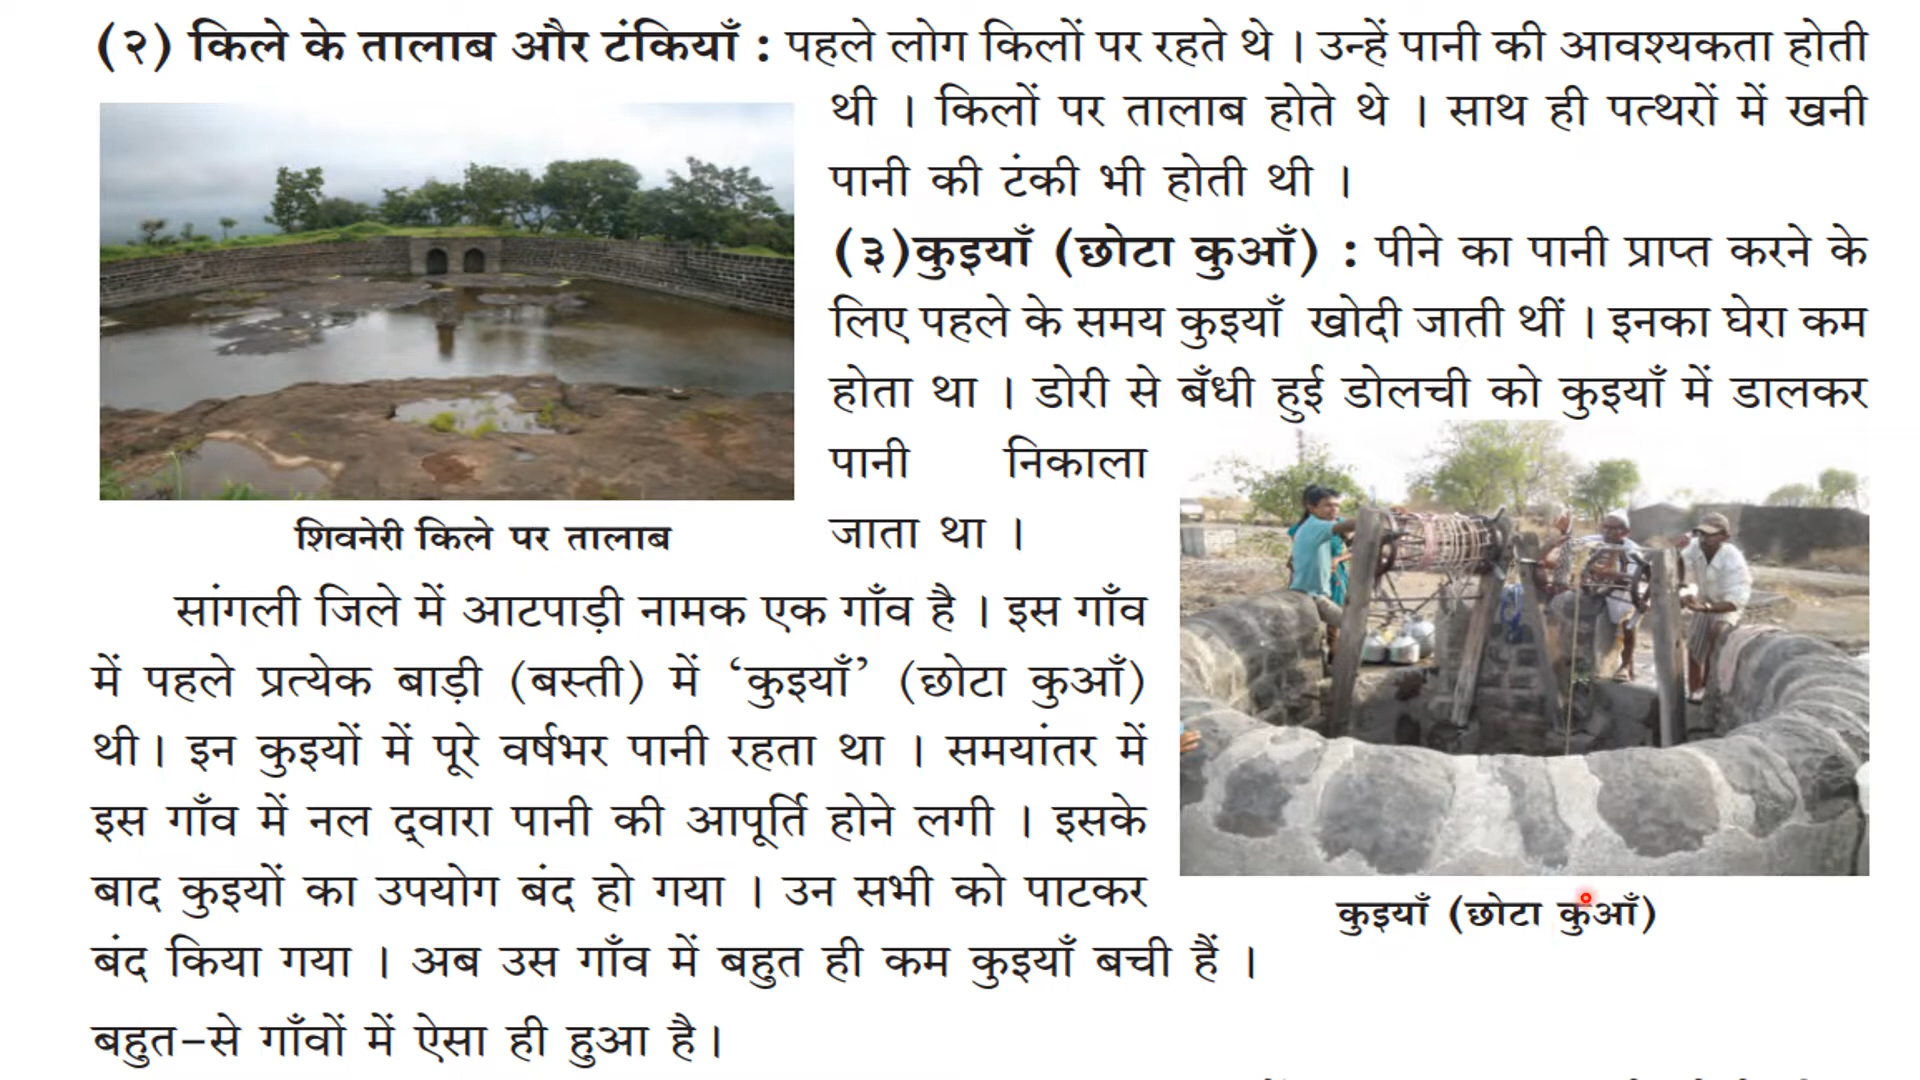 (२) किले के तालाब और टंकियाँ : पहले लोग किलों पर रहते थे । उन्हें पानी की आवश्यकता होती
थी । किलों पर तालाब होते थे । साथ ही पत्थरों में खनी
पानी की टंकी भी होती थी ।
शिवनेरी किले पर तालाब
(३)कुइयाँ (छोटा कुआँ) : पीने का पानी प्राप्त करने के
लिए पहले के समय कुइयाँ खोदी जाती थीं । इनका घेरा कम
होता था । डोरी से बँधी हुई डोलची को कुइयाँ में डालकर
पानी निकाला
जाता था ।
सांगली जिले में आटपाड़ी नामक एक गाँव है । इस गाँव
में पहले प्रत्येक बाड़ी (बस्ती) में ‘कुइयाँ’ (छोटा कुआँ)
थी। इन कुइयों में पूरे वर्षभर पानी रहता था । समयांतर में
इस गाँव में नल द्‌वारा पानी की आपूर्ति होने लगी । इसके
बाद कुइयों का उपयोग बंद हो गया । उन सभी को पाटकर
बंद किया गया । अब उस गाँव में बहुत ही कम कुइयाँ बची हैं ।
बहुत-से गाँवों में ऐसा ही हुआ है।
कुइयाँ (छोटा कुआँ)